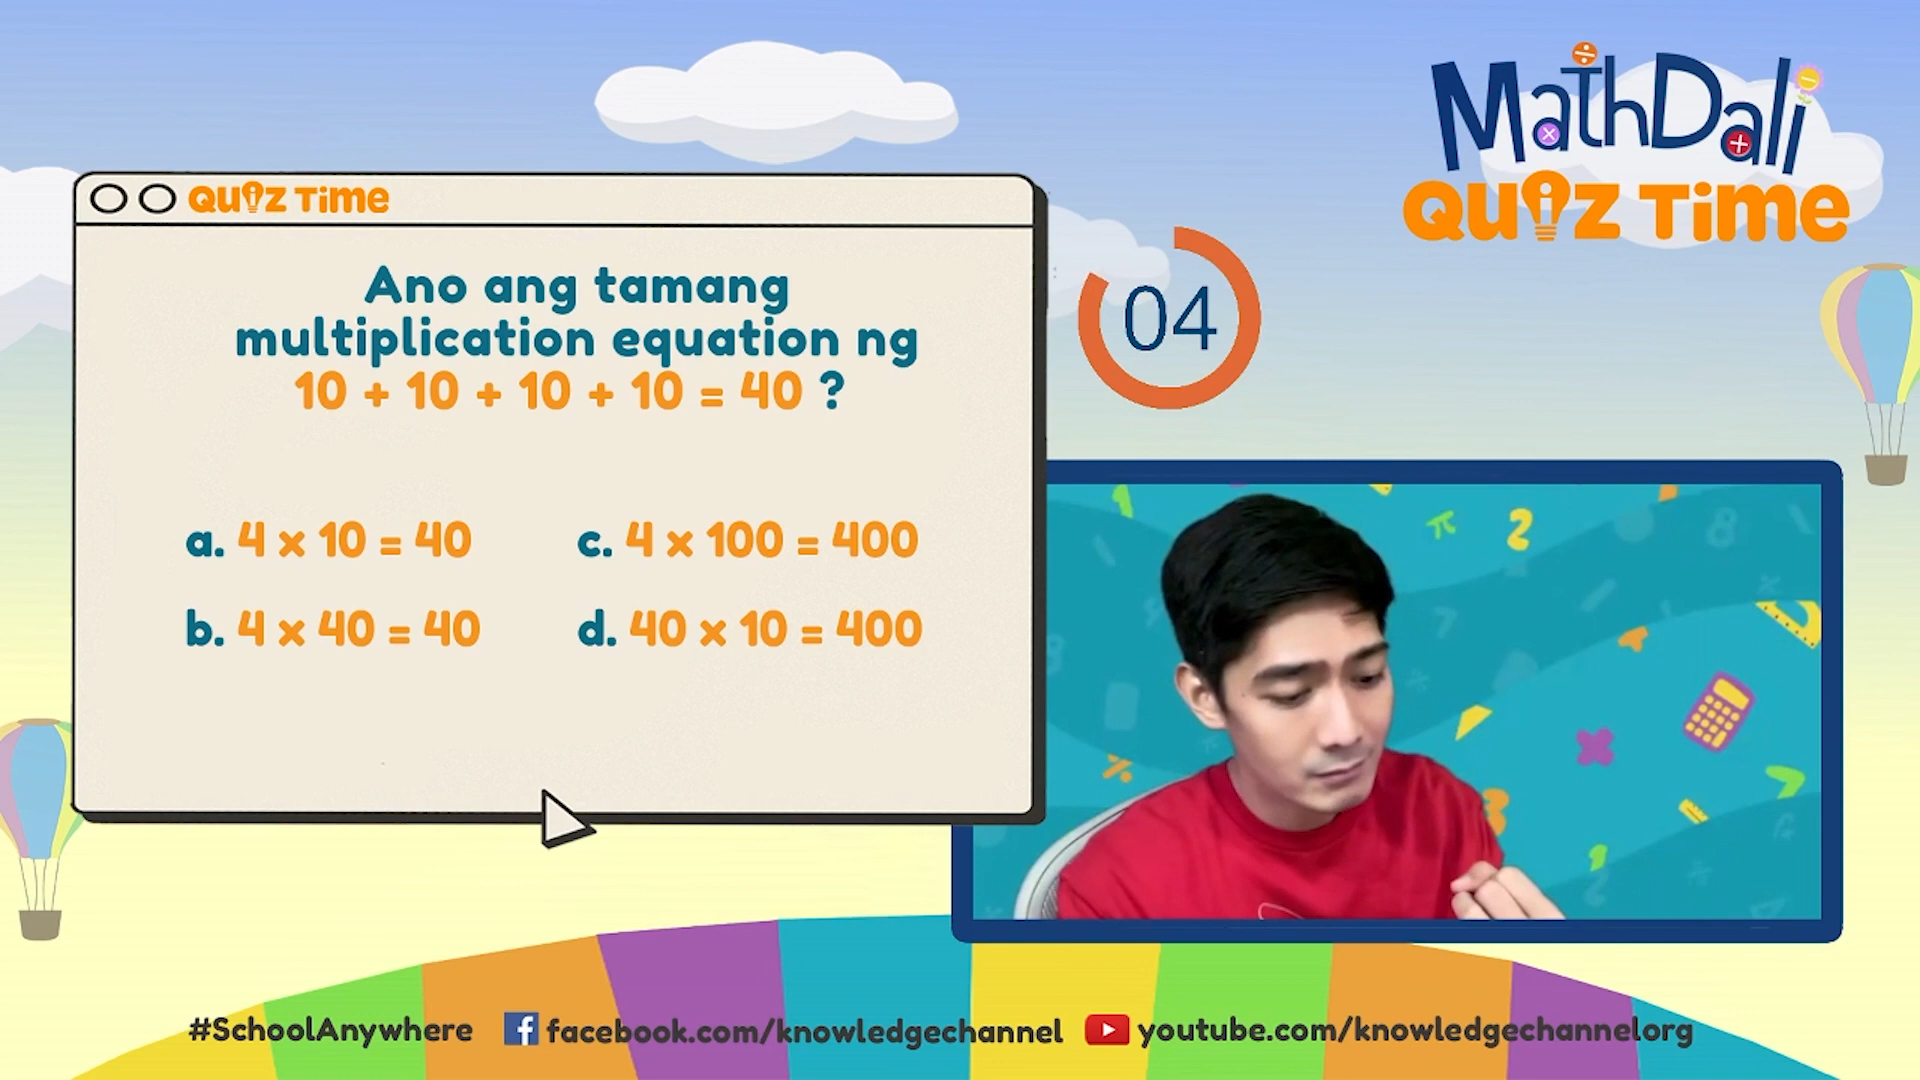 MathDali
Quiz Time
Quiz Time
Ano ang tamang
multiplication equation ng
10 + 10 + 10 + 10 = 40 ?
04
a. 4 x 10 = 40
b. 4 x 40 = 40
c. 4 x 100 = 400
d. 40 x 10 = 400
#SchoolAnywhere
facebook.com/knowledgechannel
youtube.com/knowledgechannelorg